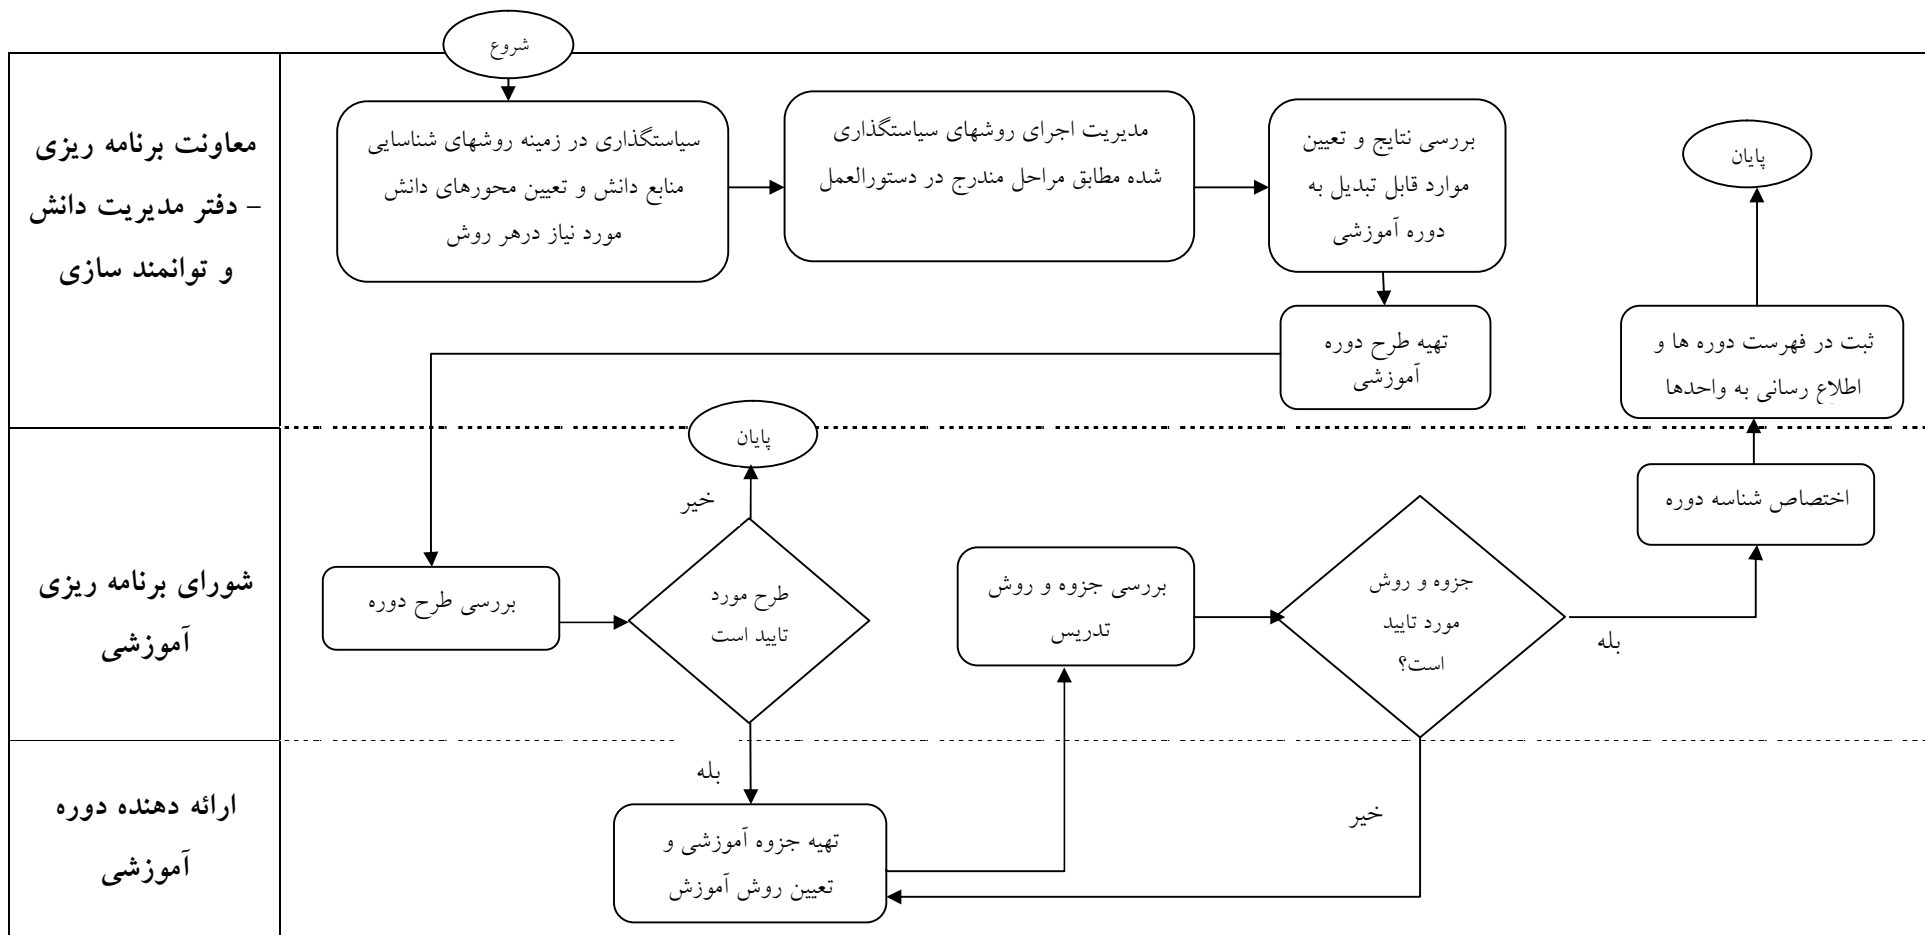 شروع
معاونت برنامه ریزی
– دفتر مدیریت دانش
و توانمند سازی
سیاستگذاری در زمینه روشهای شناسایی
منابع دانش و تعیین محورهای دانش
مورد نیاز درهر روش
مدیریت اجرای روشهای سیاستگذاری
شده مطابق مراحل مندرج در دستورالعمل
بررسی نتایج و تعیین
موارد قابل تبدیل به
دوره آموزشی
پایان
تهیه طرح دوره
آموزشی
ثبت در فهرست دوره ها و
اطلاع رسانی به واحدها
شورای برنامه ریزی
آموزشی
پایان
خیر
بررسی طرح دوره
طرح مورد
تایید است
بررسی جزوه و روش
تدریس
جزوه و روش
مورد تایید
است؟
بله
اختصاص شناسه دوره
ارائه دهنده دوره
آموزشی
بله
تهیه جزوه آموزشی و
تعیین روش آموزش
خیر